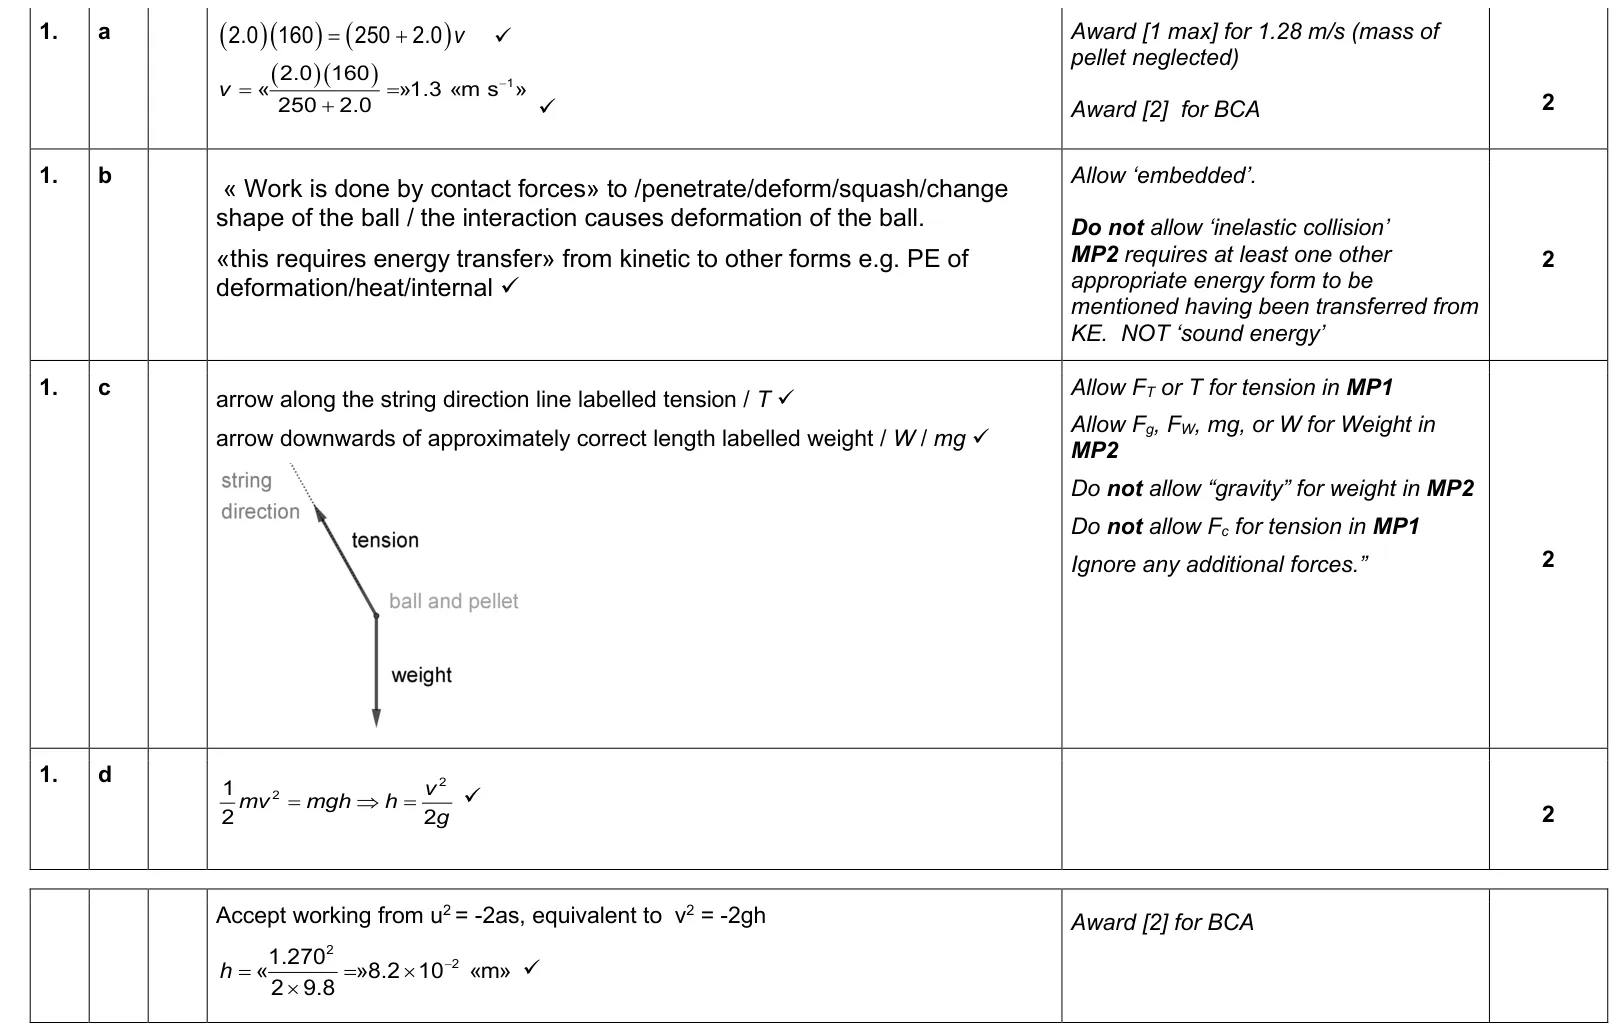 1. a (2.0)(160) = (250 + 2.0)v ✓
v = «(2.0)(160) / 250 + 2.0 =»1.3 «m s⁻¹» ✓
Award [1 max] for 1.28 m/s (mass of
pellet neglected)
Award [2] for BCA
2
1. b « Work is done by contact forces» to /penetrate/deform/squash/change
shape of the ball / the interaction causes deformation of the ball.
«this requires energy transfer» from kinetic to other forms e.g. PE of
deformation/heat/internal ✓
Allow ‘embedded’.
Do not allow ‘inelastic collision’
MP2 requires at least one other
appropriate energy form to be
mentioned having been transferred from
KE. NOT ‘sound energy’
2
1. c arrow along the string direction line labelled tension / T ✓
arrow downwards of approximately correct length labelled weight / W / mg ✓
string
direction
tension
ball and pellet
weight
Allow F_T or T for tension in MP1
Allow F_g, F_W, mg, or W for Weight in
MP2
Do not allow “gravity” for weight in MP2
Do not allow F_c for tension in MP1
Ignore any additional forces.”
2
1. d 1/2 mv² = mgh ⇒ h = v²/2g ✓
2
Accept working from u² = -2as, equivalent to v² = -2gh
h = «1.270² / 2 × 9.8 =»8.2 × 10⁻² «m» ✓
Award [2] for BCA